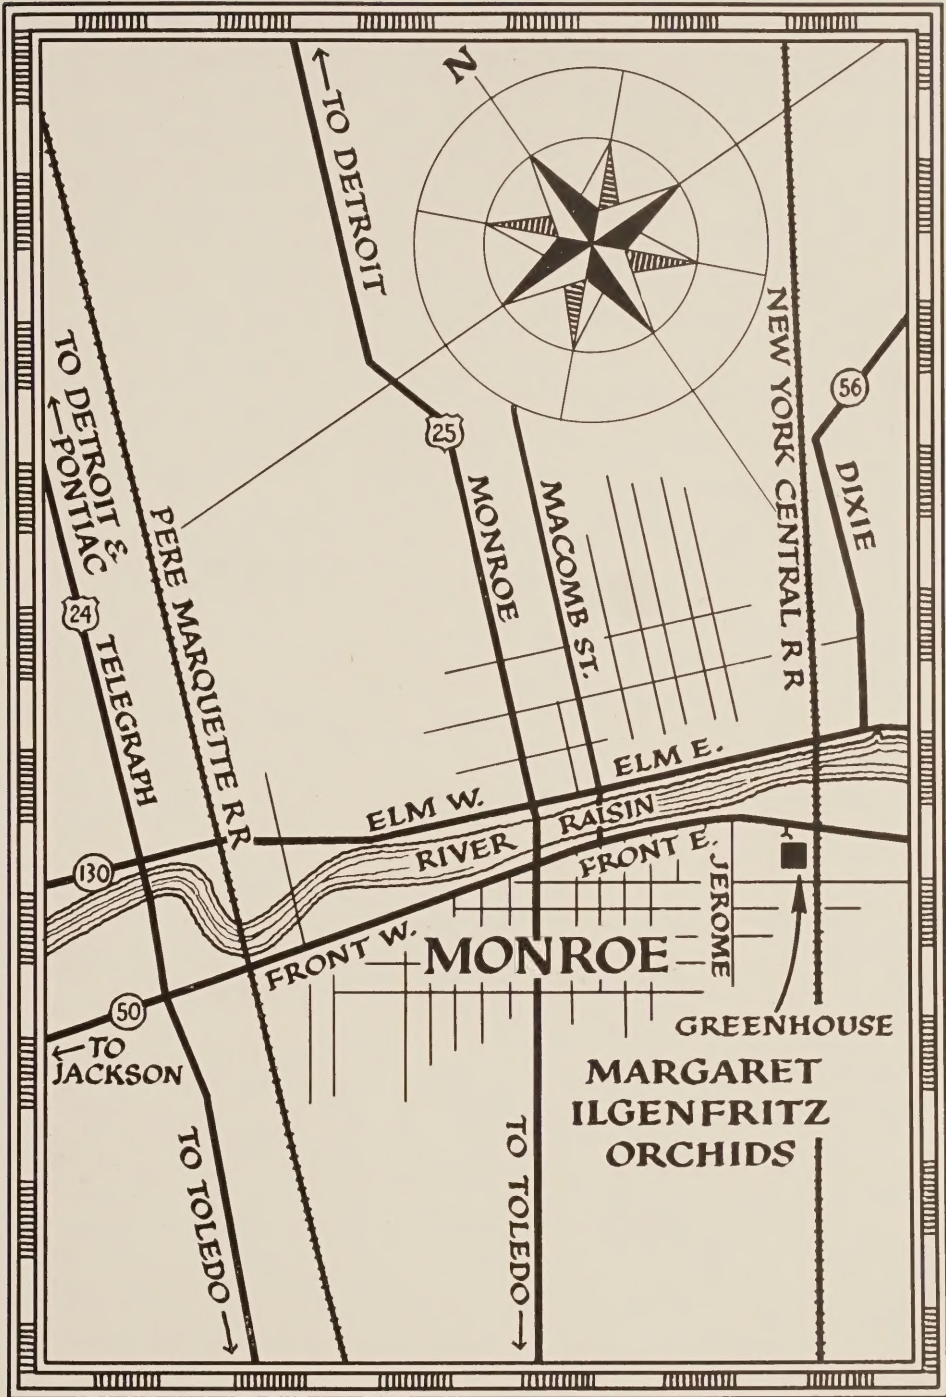 N
← TO DETROIT
TO DETROIT &
← PONTIAC
PERE MARQUETTE R R
24
TELEGRAPH
25
MONROE
MACOMB ST.
NEW YORK CENTRAL R R
56
DIXIE
ELM W.
ELM E.
RIVER RAISIN
130
FRONT W.
FRONT E.
JEROME
MONROE
50
← TO
JACKSON
GREENHOUSE
MARGARET
ILGENFRITZ
ORCHIDS
TO TOLEDO →
TO TOLEDO →